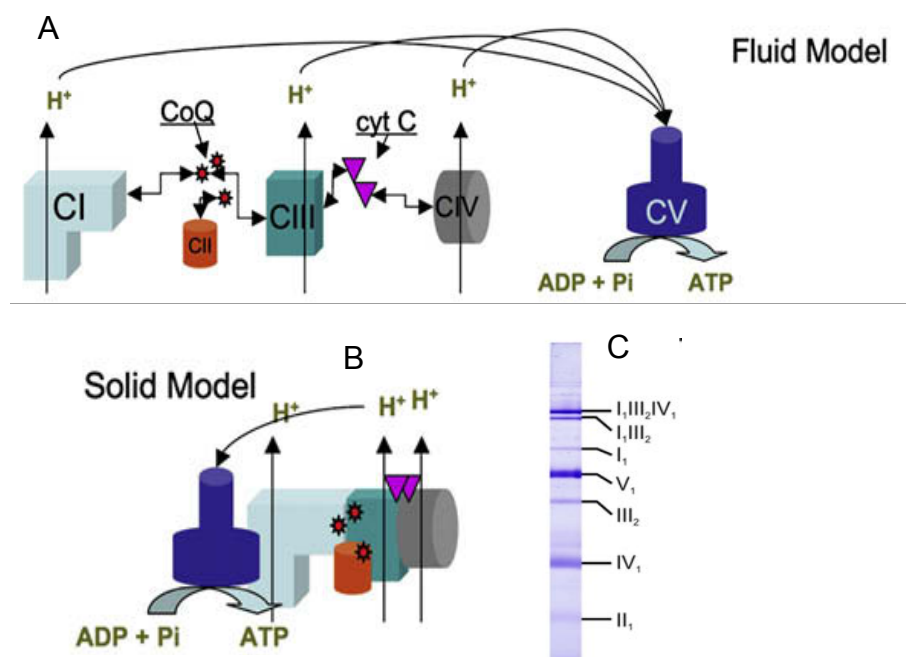 A
Fluid Model
H⁺
H⁺
H⁺
CoQ
cyt C
CI
CII
CIII
CIV
CV
ADP + Pi
ATP
B
Solid Model
H⁺
H⁺
H⁺
ADP + Pi
ATP
C
I₁III₂IV₁
I₁III₂
I₁
V₁
III₂
IV₁
II₁